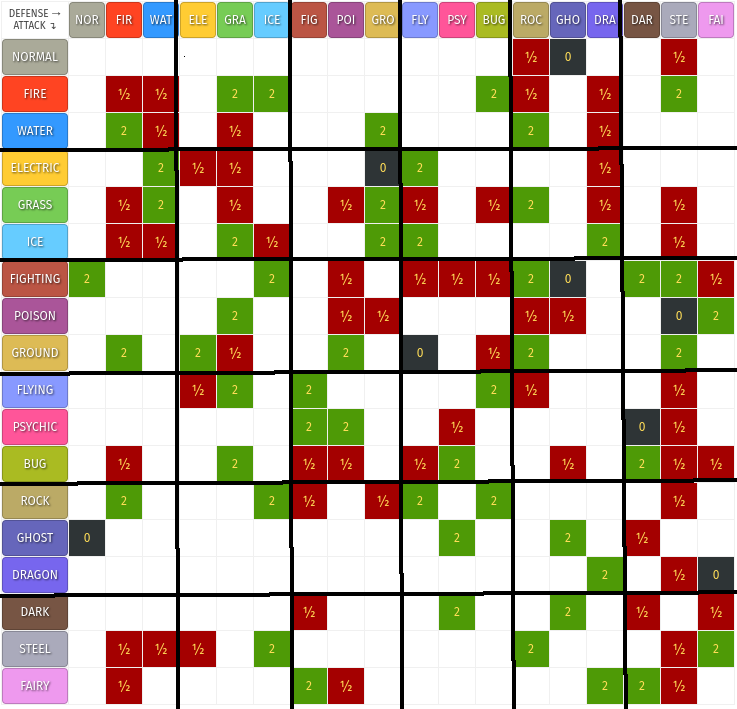 DEFENSE →
ATTACK ↴ NOR FIR WAT ELE GRA ICE FIG POI GRO FLY PSY BUG ROC GHO DRA DAR STE FAI
NORMAL ½ 0 ½
FIRE ½ ½ 2 2 2 ½ ½ 2
WATER 2 ½ ½ 2 2 ½
ELECTRIC 2 ½ ½ 0 2 ½
GRASS ½ 2 ½ ½ 2 ½ ½ 2 ½ ½
ICE ½ ½ 2 ½ 2 2 2 ½
FIGHTING 2 2 ½ ½ ½ ½ 2 0 2 2 ½
POISON 2 ½ ½ ½ ½ 0 2
GROUND 2 2 ½ 2 0 ½ 2 2
FLYING ½ 2 2 2 ½ ½
PSYCHIC 2 2 ½ 0 ½
BUG ½ 2 ½ ½ ½ 2 ½ 2 ½ ½
ROCK 2 2 ½ ½ 2 2 ½
GHOST 0 2 2 ½
DRAGON 2 ½ 0
DARK ½ 2 2 ½ ½
STEEL ½ ½ ½ 2 2 ½ 2
FAIRY ½ 2 ½ 2 2 ½